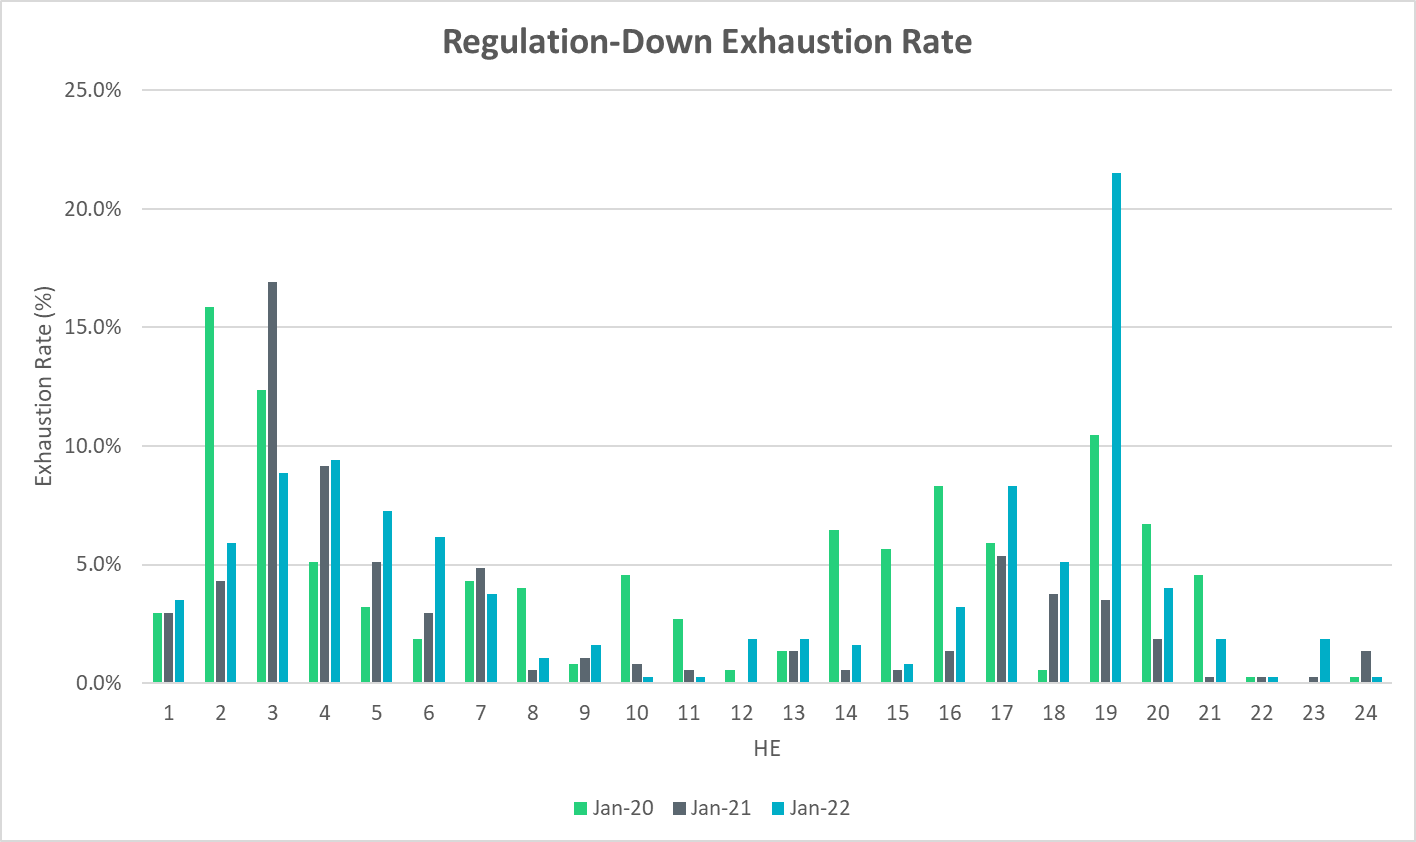 Regulation-Down Exhaustion Rate
25.0%
20.0%
15.0%
10.0%
5.0%
0.0%
Exhaustion Rate (%)
1 2 3 4 5 6 7 8 9 10 11 12 13 14 15 16 17 18 19 20 21 22 23 24
HE
Jan-20 Jan-21 Jan-22